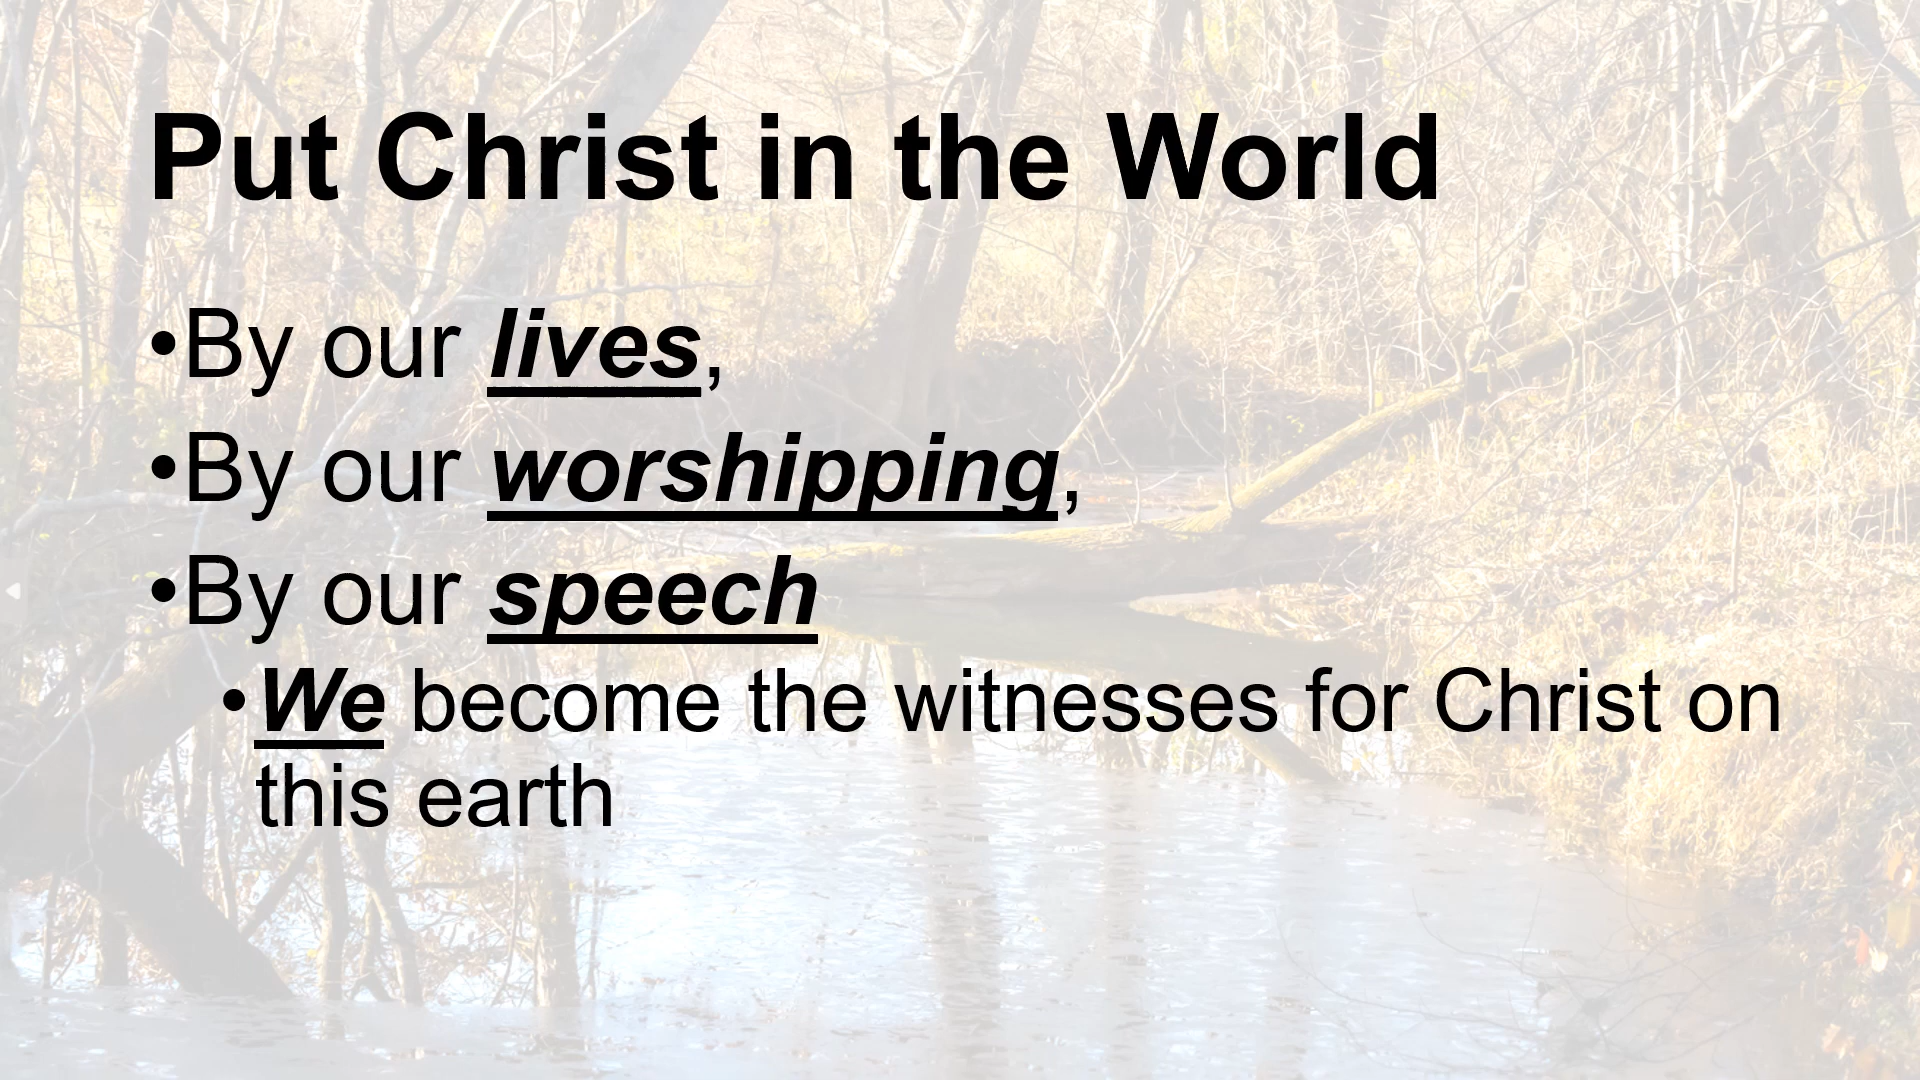 Put Christ in the World
•By our lives,
•By our worshipping,
•By our speech
•We become the witnesses for Christ on
this earth